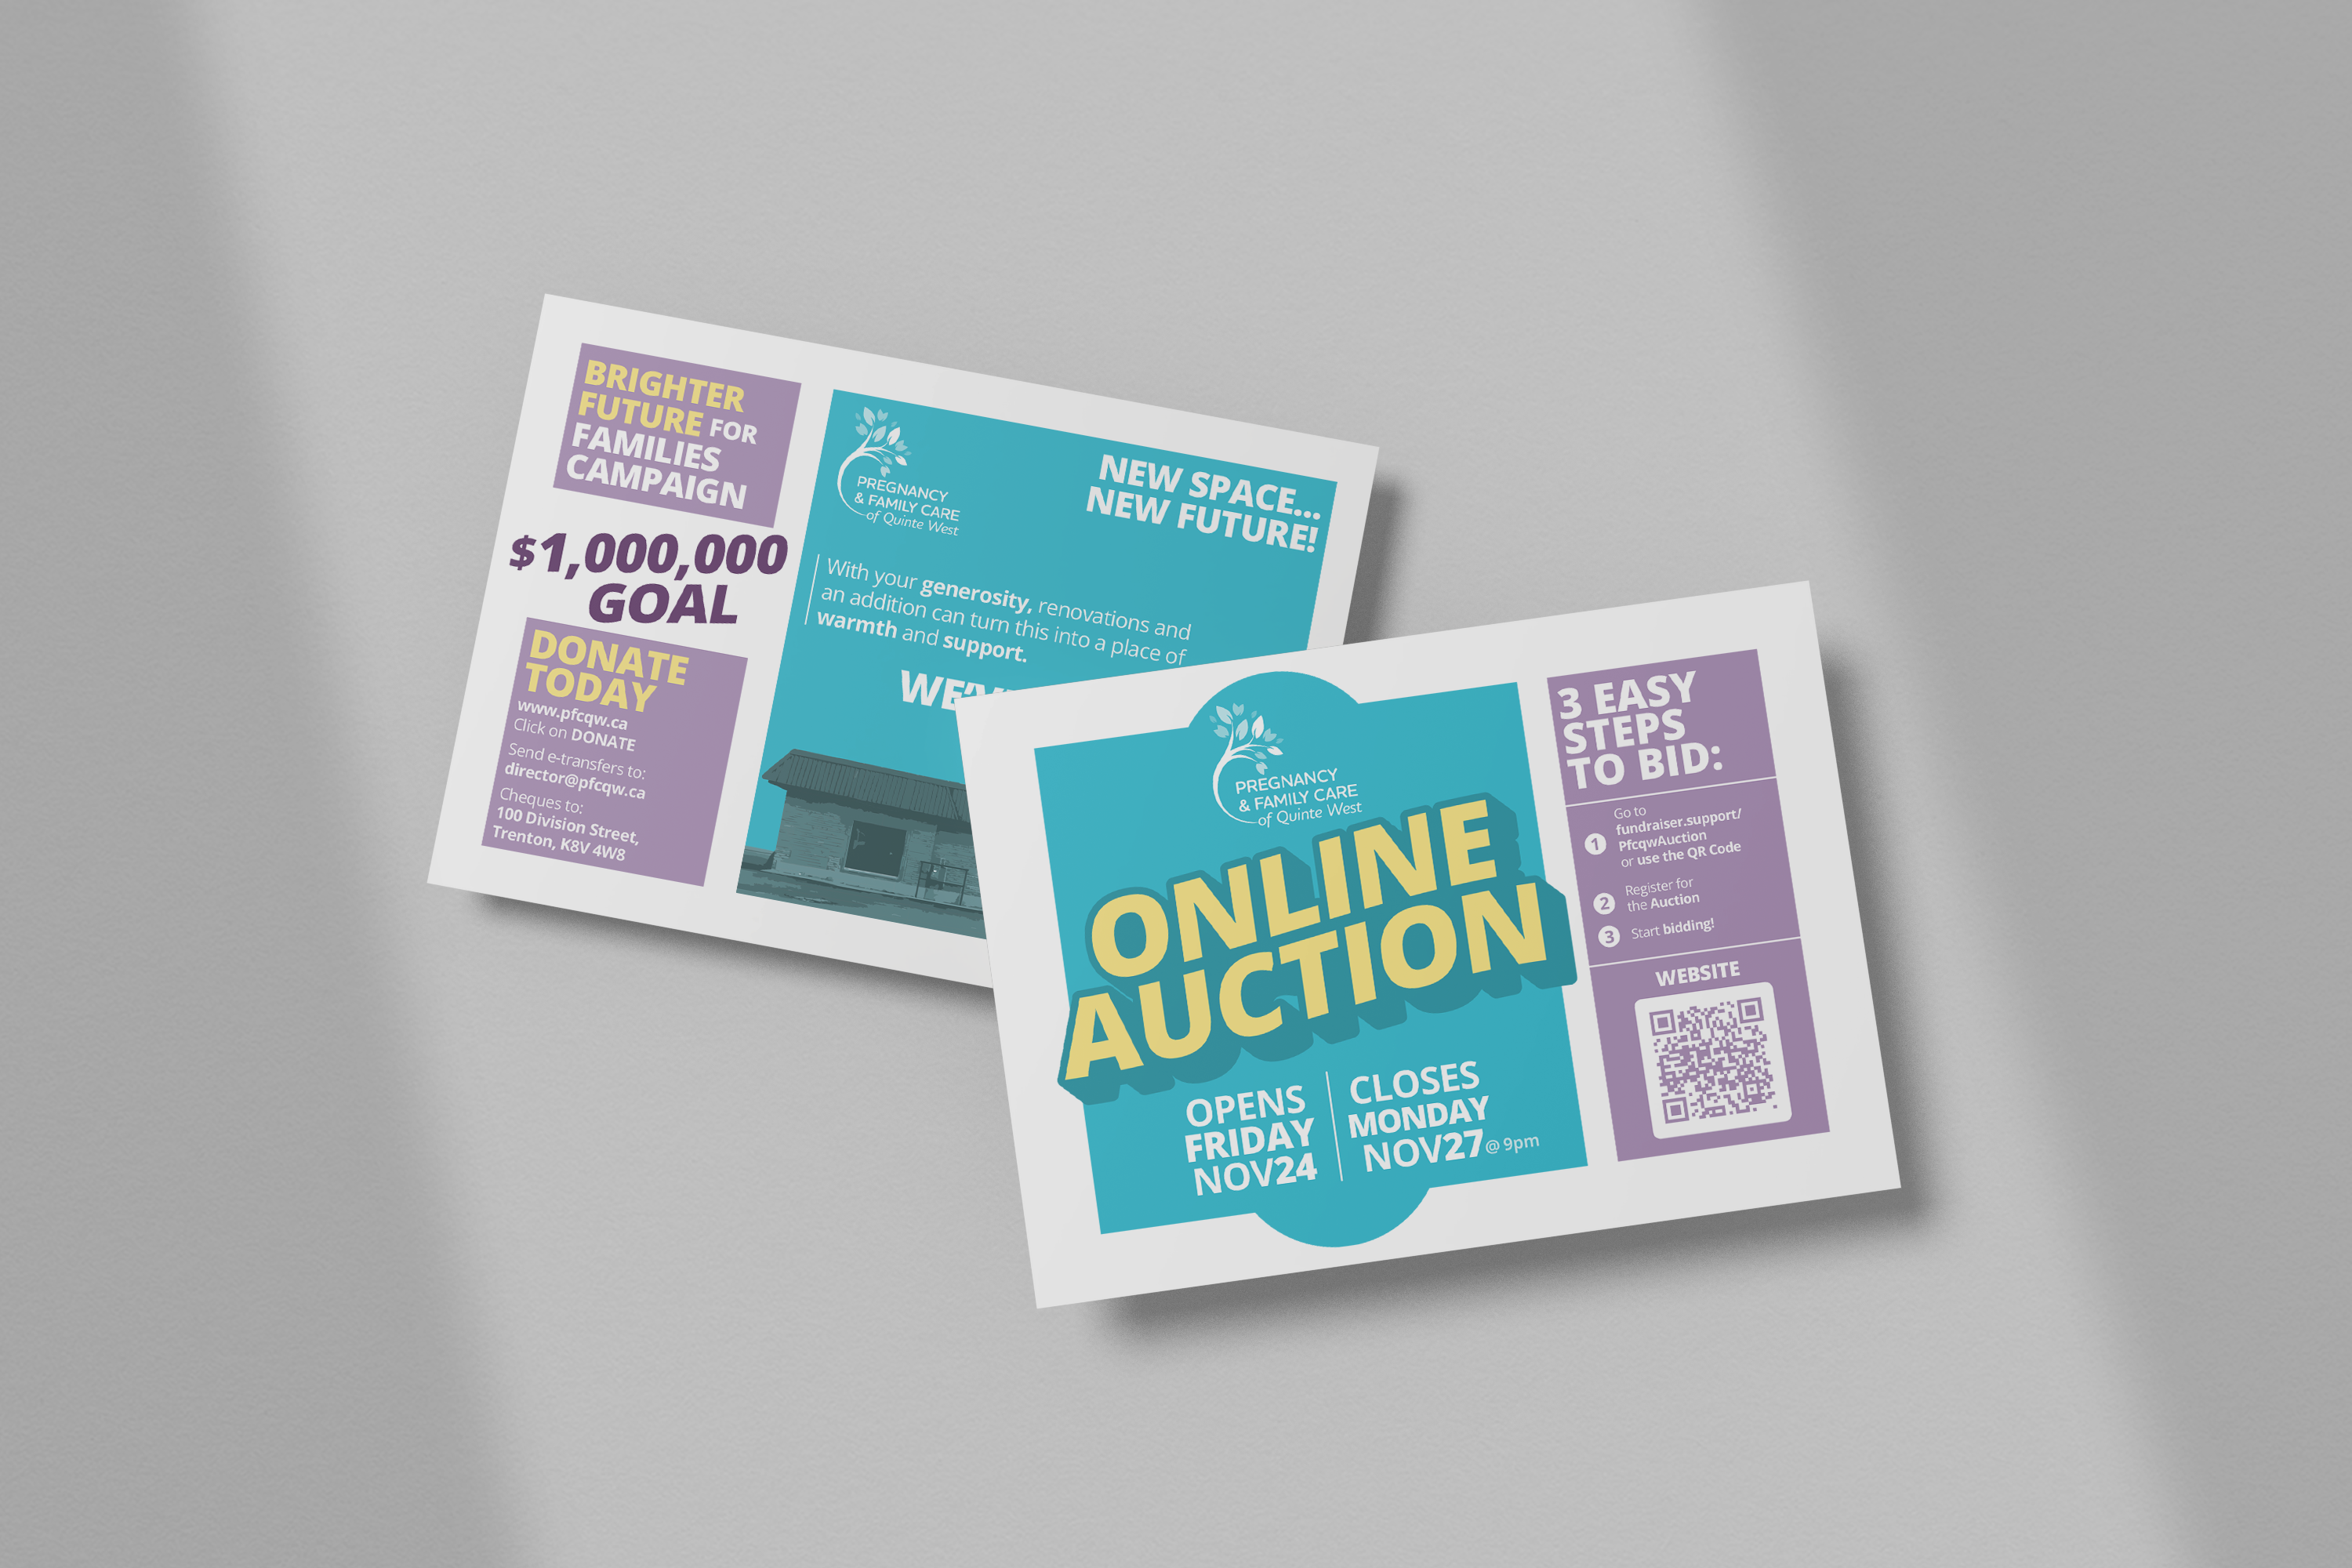 BRIGHTER
FUTURE FOR
FAMILIES
CAMPAIGN
$1,000,000
GOAL
DONATE
TODAY
www.pfcqw.ca
Click on DONATE
Send e-transfers to:
director@pfcqw.ca
Cheques to:
100 Division Street,
Trenton, K8V 4W8
PREGNANCY
& FAMILY CARE
of Quinte West
NEW SPACE...
NEW FUTURE!
With your generosity, renovations and
an addition can turn this into a place of
warmth and support.
PREGNANCY
& FAMILY CARE
of Quinte West
ONLINE
AUCTION
OPENS
FRIDAY
NOV24
CLOSES
MONDAY
NOV27@ 9pm
3 EASY
STEPS
TO BID:
1
Go to
fundraiser.support/
PfcqwAuction
or use the QR Code
2
Register for
the Auction
3 Start bidding!
WEBSITE